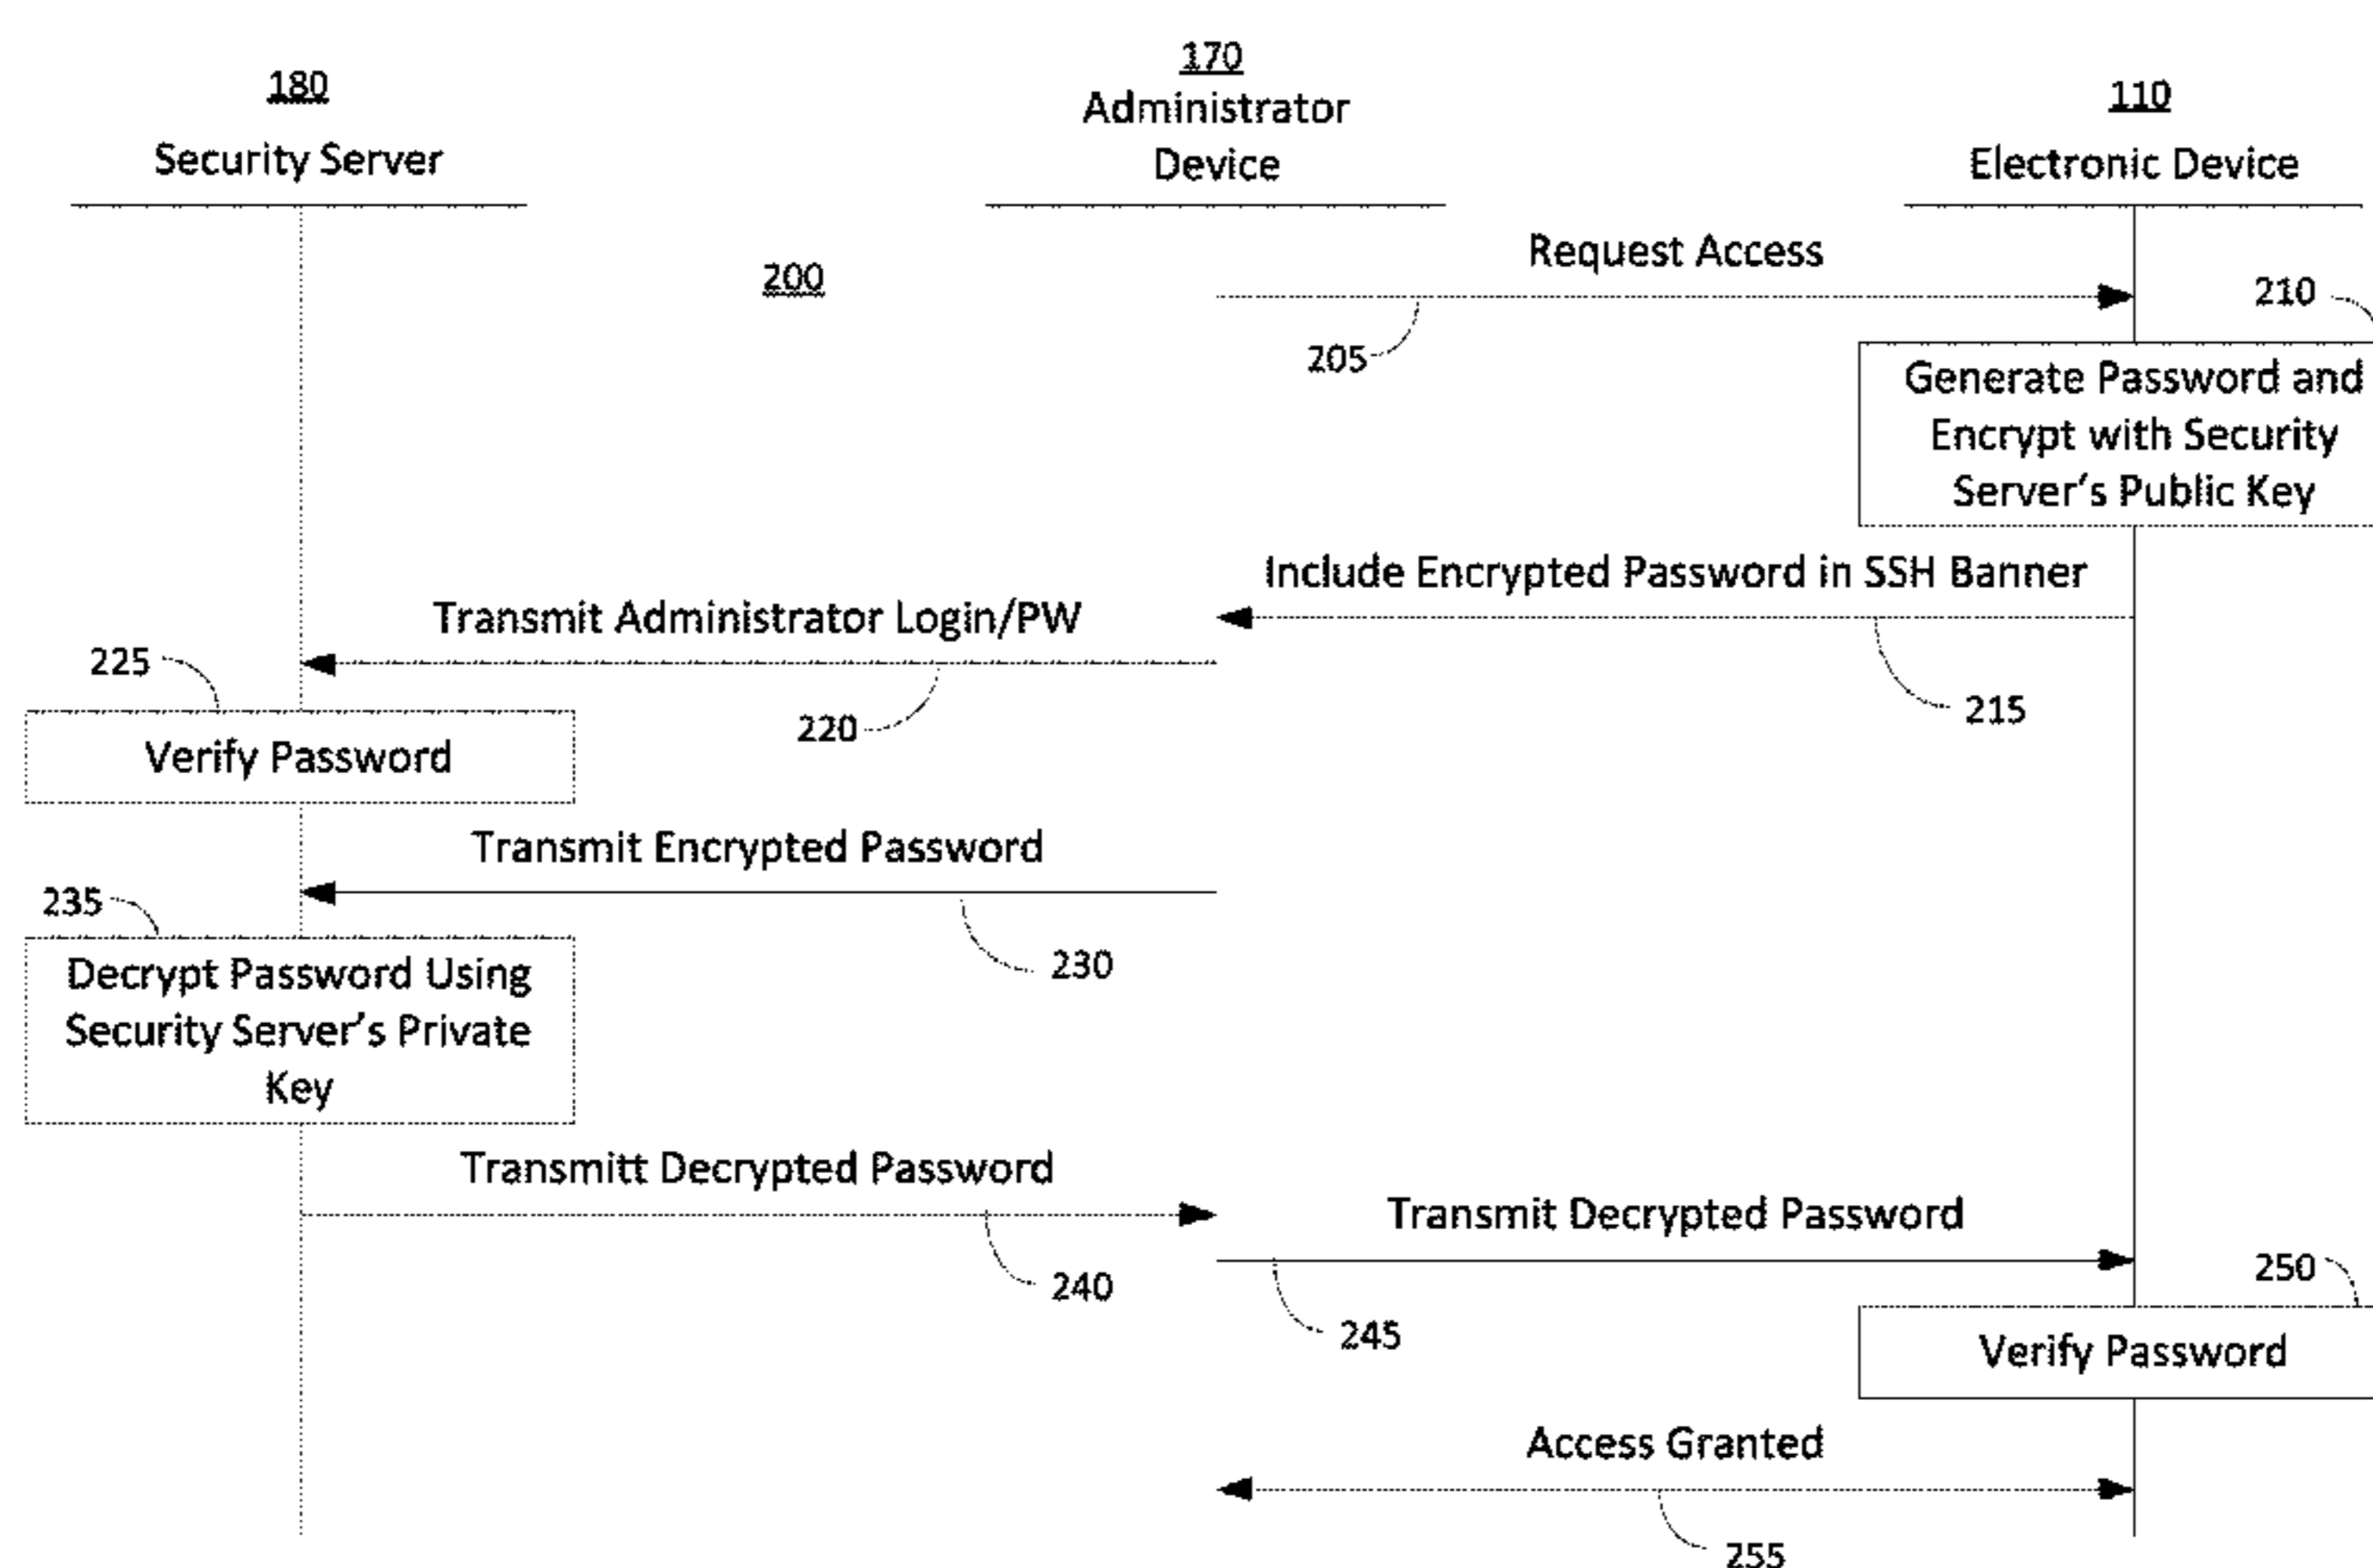 180
Security Server
170
Administrator
Device
110
Electronic Device
200
Request Access
205
210
Generate Password and
Encrypt with Security
Server's Public Key
Include Encrypted Password in SSH Banner
215
Transmit Administrator Login/PW
220
225
Verify Password
Transmit Encrypted Password
230
235
Decrypt Password Using
Security Server's Private
Key
Transmitt Decrypted Password
240
Transmit Decrypted Password
245
250
Verify Password
Access Granted
255